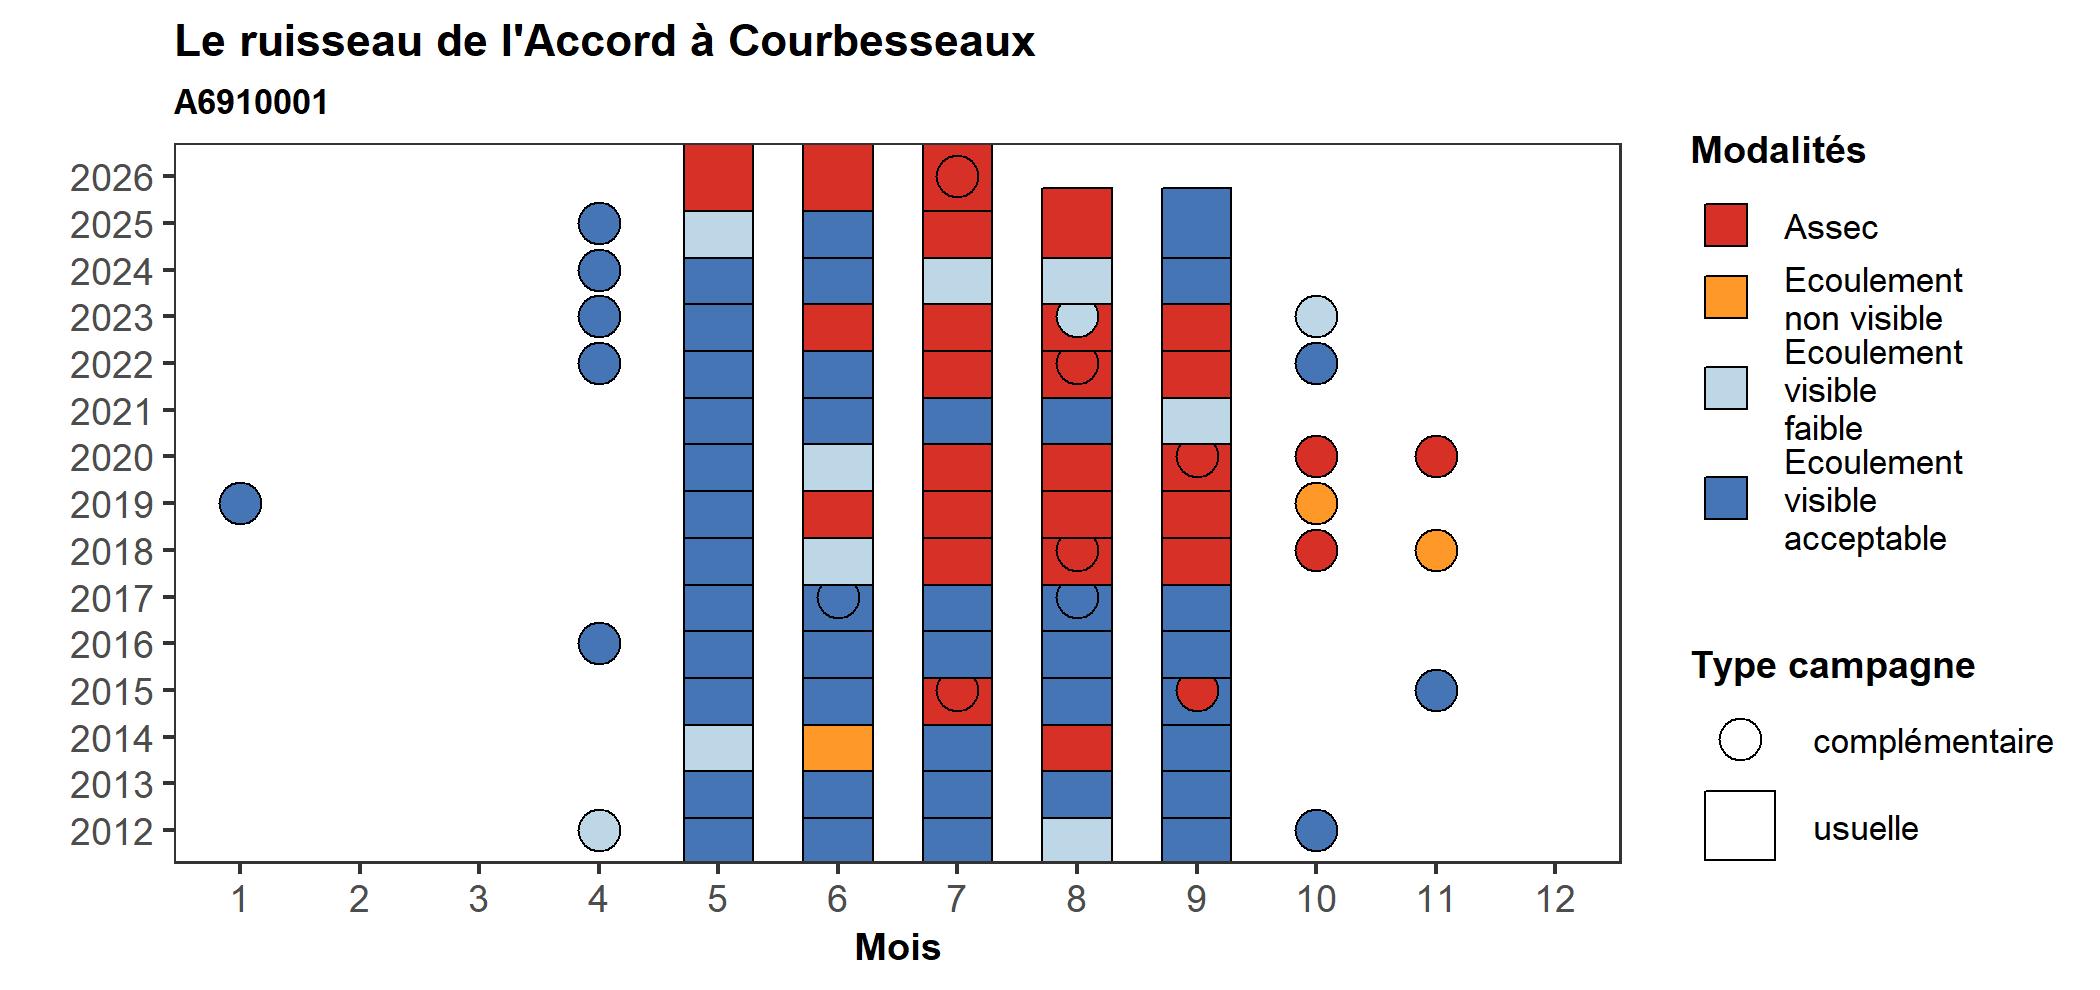 Le ruisseau de l'Accord à Courbesseaux
A6910001
2026
2025
2024
2023
2022
2021
2020
2019
2018
2017
2016
2015
2014
2013
2012
1 2 3 4 5 6 7 8 9 10 11 12
Mois
Modalités
Assec
Ecoulement
non visible
Ecoulement
visible
faible
Ecoulement
visible
acceptable
Type campagne
complémentaire
usuelle